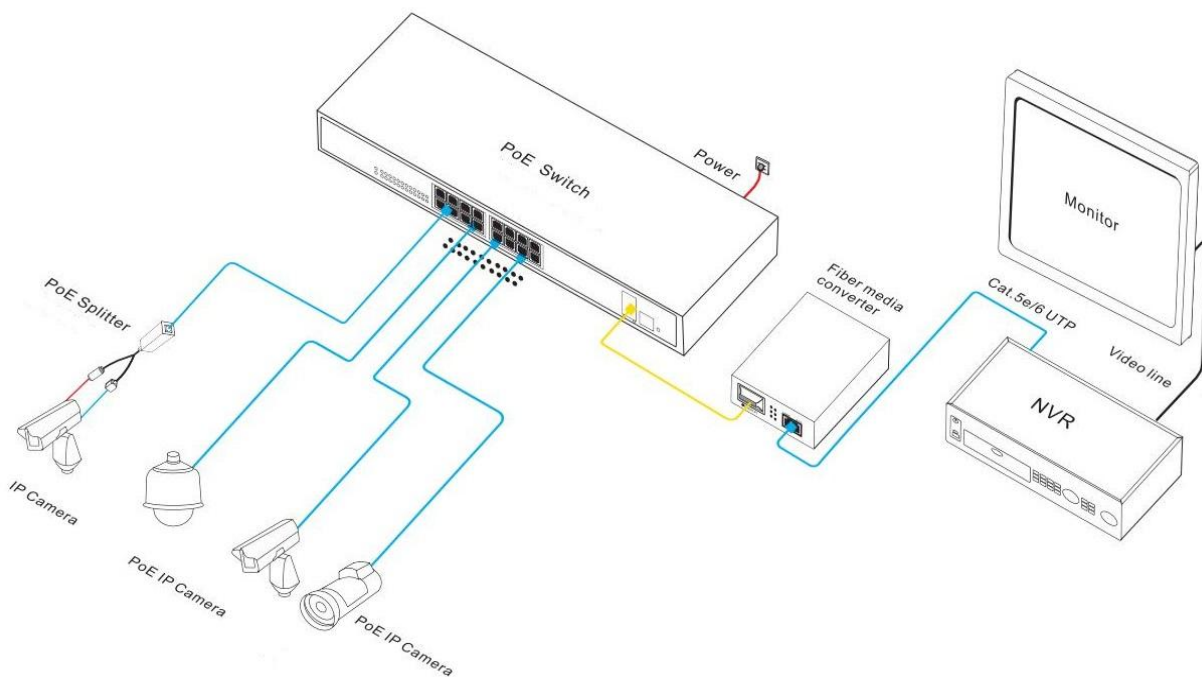 PoE Switch
Power
Monitor
Fiber media
converter
Cat.5e/6 UTP
Video line
NVR
PoE Splitter
IP Camera
PoE IP Camera
PoE IP Camera